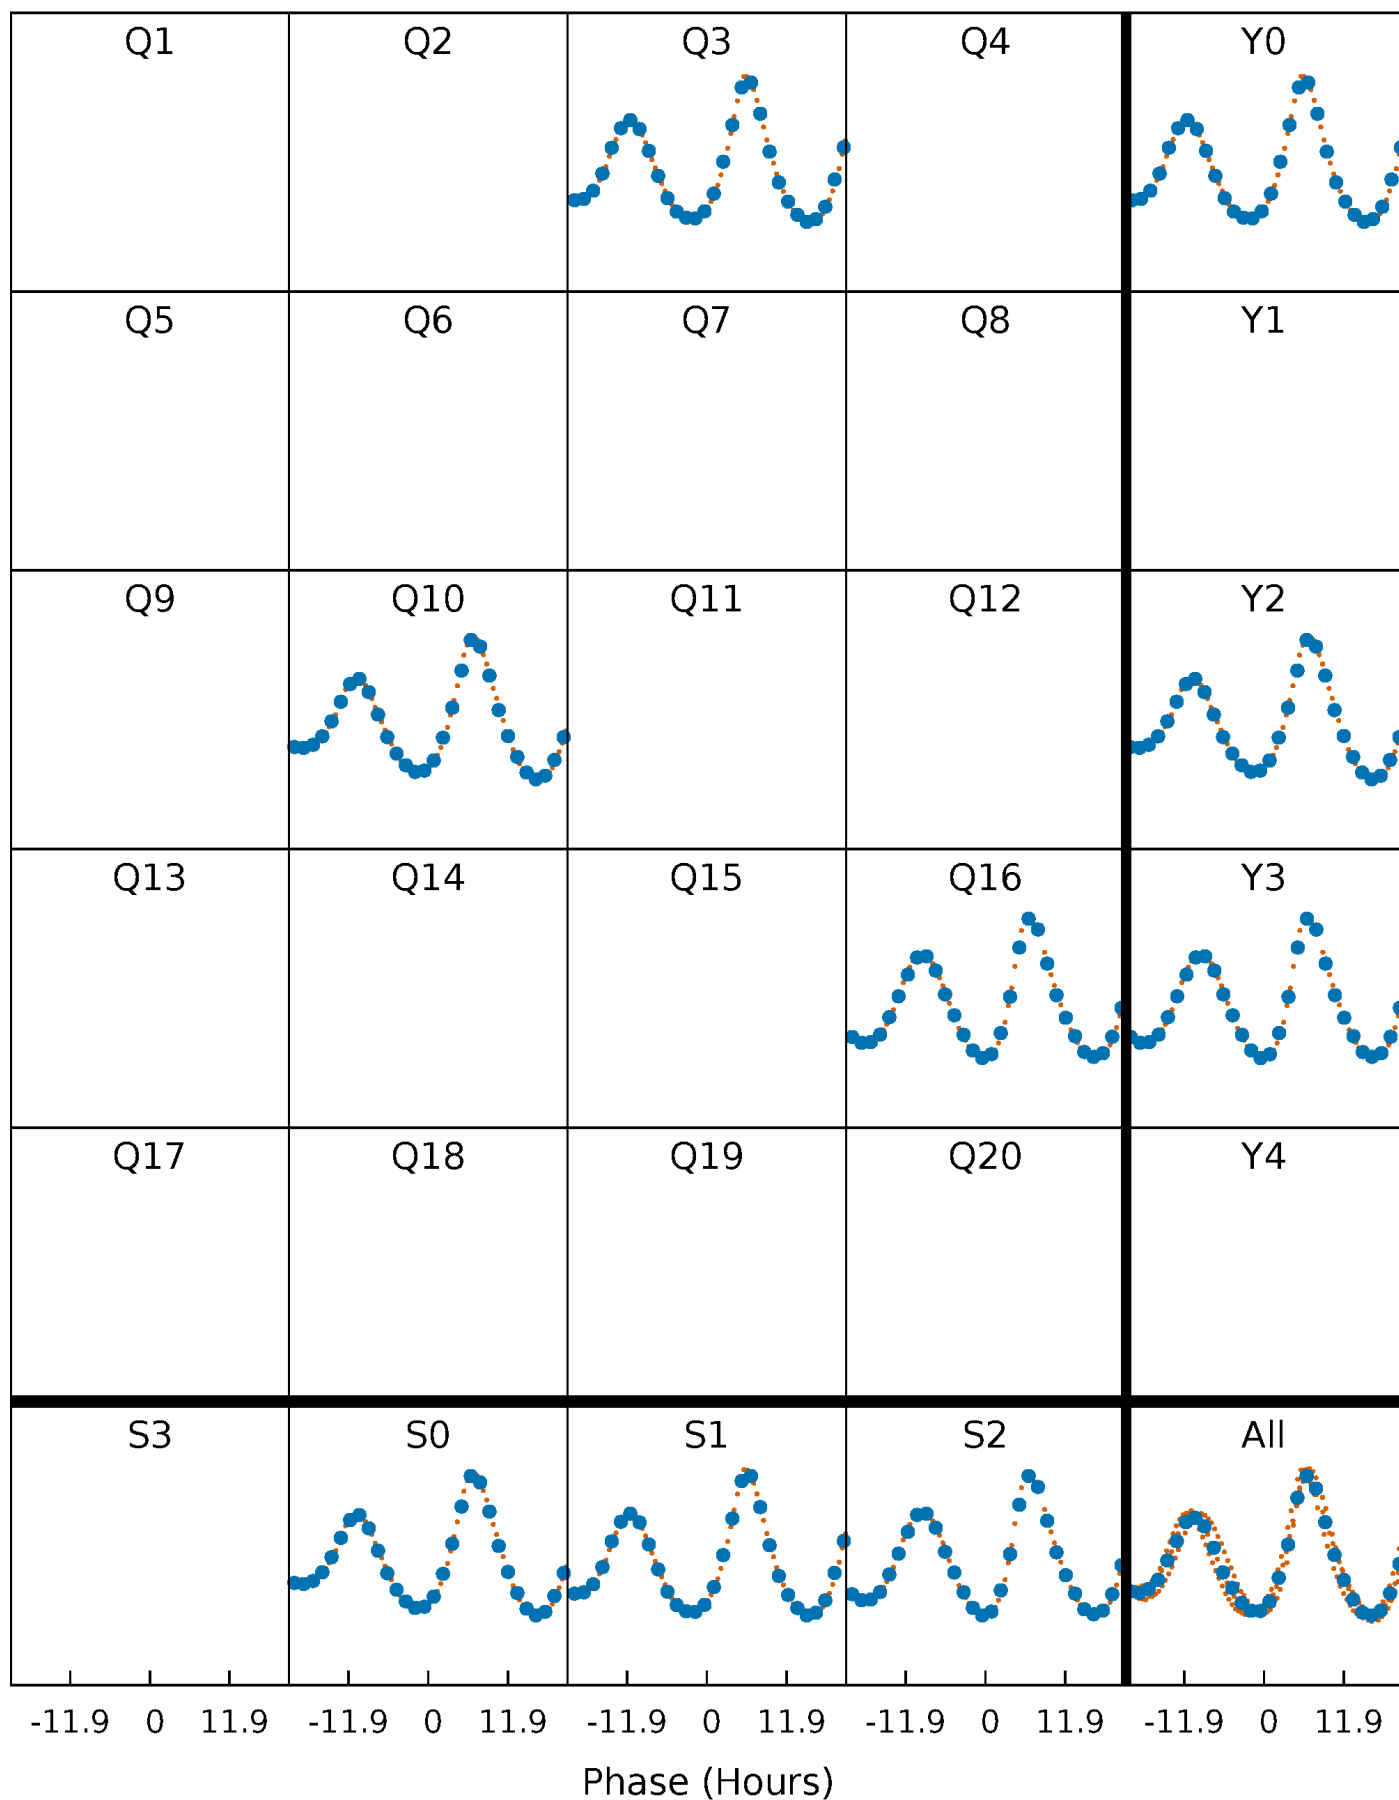 Q1 Q2 Q3 Q4 Y0
Q5 Q6 Q7 Q8 Y1
Q9 Q10 Q11 Q12 Y2
Q13 Q14 Q15 Q16 Y3
Q17 Q18 Q19 Q20 Y4
S3 S0 S1 S2 All
-11.9 0 11.9 -11.9 0 11.9 -11.9 0 11.9 -11.9 0 11.9 -11.9 0 11.9
Phase (Hours)